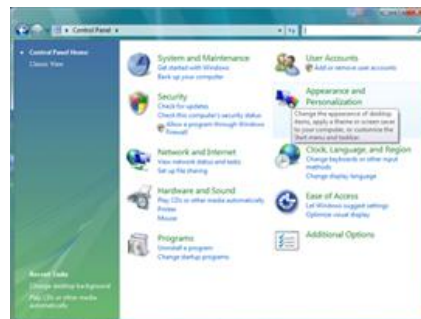 Control Panel
Control Panel Home
Classic View
System and Maintenance
Get started with Windows
Back up your computer
Security
Check for updates
Check this computer's security status
Allow a program through Windows
Firewall
Network and Internet
View network status and tasks
Set up file sharing
Hardware and Sound
Play CDs or other media automatically
Printer
Mouse
Programs
Uninstall a program
Change startup programs
User Accounts
Add or remove user accounts
Appearance and
Personalization
Change the appearance of desktop
items, apply a theme or screen saver
to your computer, or customize the
Start menu and taskbar.
Clock, Language, and Region
Change keyboards or other input
methods
Change display language
Ease of Access
Let Windows suggest settings
Optimize visual display
Additional Options
Recent Tasks
Change desktop background
Play CDs or other media
automatically